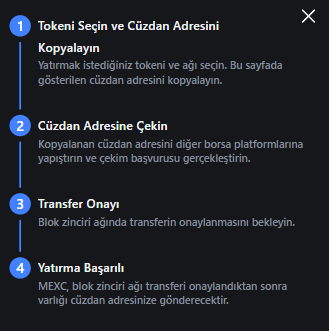 1 Tokeni Seçin ve Cüzdan Adresini
Kopyalayın
Yatırmak istediğiniz tokeni ve ağı seçin. Bu sayfada
gösterilen cüzdan adresini kopyalayın.
2 Cüzdan Adresine Çekin
Kopyalanan cüzdan adresini diğer borsa platformlarına
yapıştırın ve çekim başvurusu gerçekleştirin.
3 Transfer Onayı
Blok zinciri ağında transferin onaylanmasını bekleyin.
4 Yatırma Başarılı
MEXC, blok zinciri ağı transferi onaylandıktan sonra
varlığı cüzdan adresinize gönderecektir.